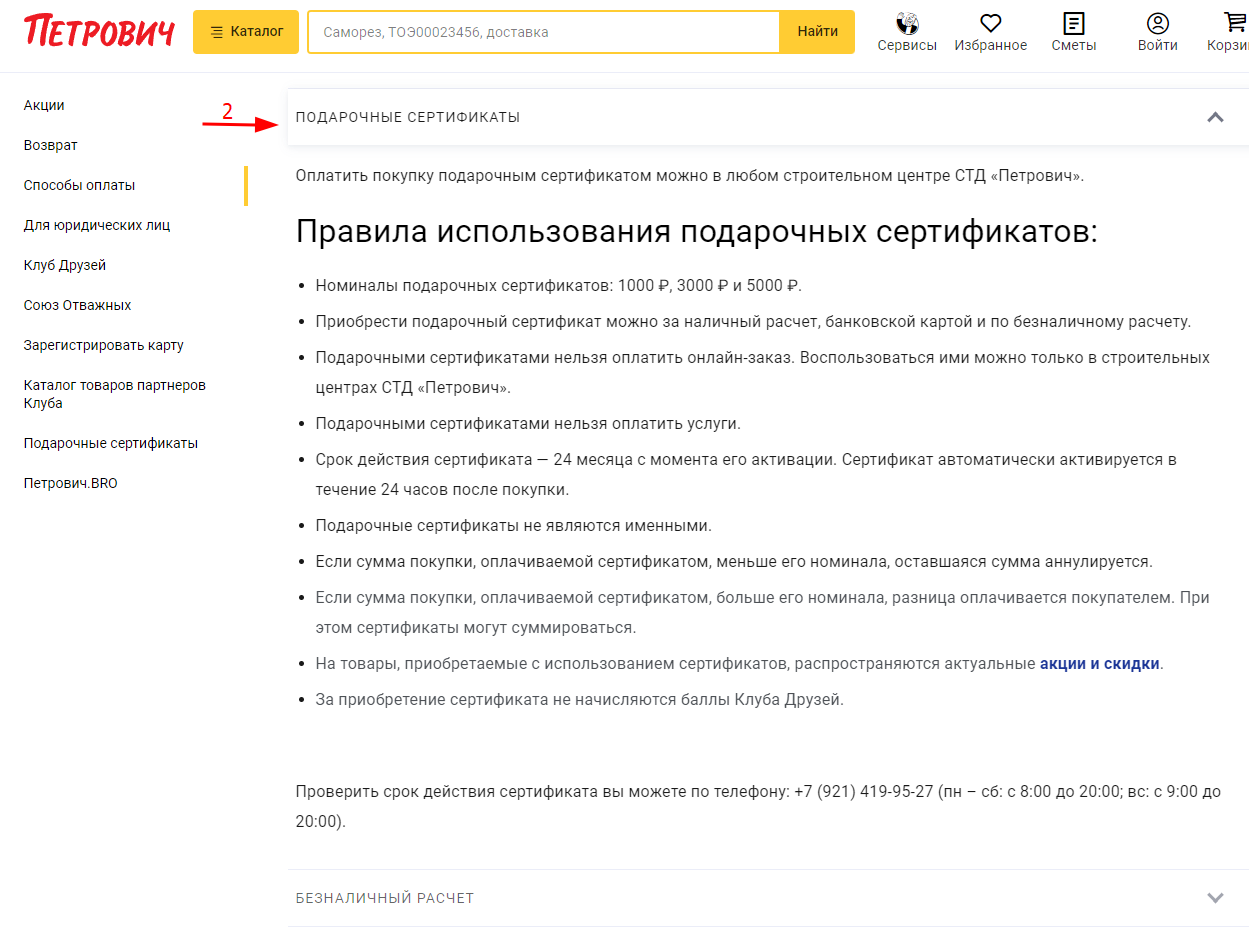 ПЕТРОВИЧ
Каталог
Саморез, ТОЭ00023456, доставка
Найти
Сервисы
Избранное
Сметы
Войти
Корзи
Акции
Возврат
Способы оплаты
Для юридических лиц
Клуб Друзей
Союз Отважных
Зарегистрировать карту
Каталог товаров партнеров
Клуба
Подарочные сертификаты
Петрович.BRO
2
ПОДАРОЧНЫЕ СЕРТИФИКАТЫ
Оплатить покупку подарочным сертификатом можно в любом строительном центре СТД «Петрович».
Правила использования подарочных сертификатов:
• Номиналы подарочных сертификатов: 1000 ₽, 3000 ₽ и 5000 ₽.
• Приобрести подарочный сертификат можно за наличный расчет, банковской картой и по безналичному расчету.
• Подарочными сертификатами нельзя оплатить онлайн-заказ. Воспользоваться ими можно только в строительных
центрах СТД «Петрович».
• Подарочными сертификатами нельзя оплатить услуги.
• Срок действия сертификата — 24 месяца с момента его активации. Сертификат автоматически активируется в
течение 24 часов после покупки.
• Подарочные сертификаты не являются именными.
• Если сумма покупки, оплачиваемой сертификатом, меньше его номинала, оставшаяся сумма аннулируется.
• Если сумма покупки, оплачиваемой сертификатом, больше его номинала, разница оплачивается покупателем. При
этом сертификаты могут суммироваться.
• На товары, приобретаемые с использованием сертификатов, распространяются актуальные акции и скидки.
• За приобретение сертификата не начисляются баллы Клуба Друзей.
Проверить срок действия сертификата вы можете по телефону: +7 (921) 419-95-27 (пн – сб: с 8:00 до 20:00; вс: с 9:00 до
20:00).
БЕЗНАЛИЧНЫЙ РАСЧЕТ